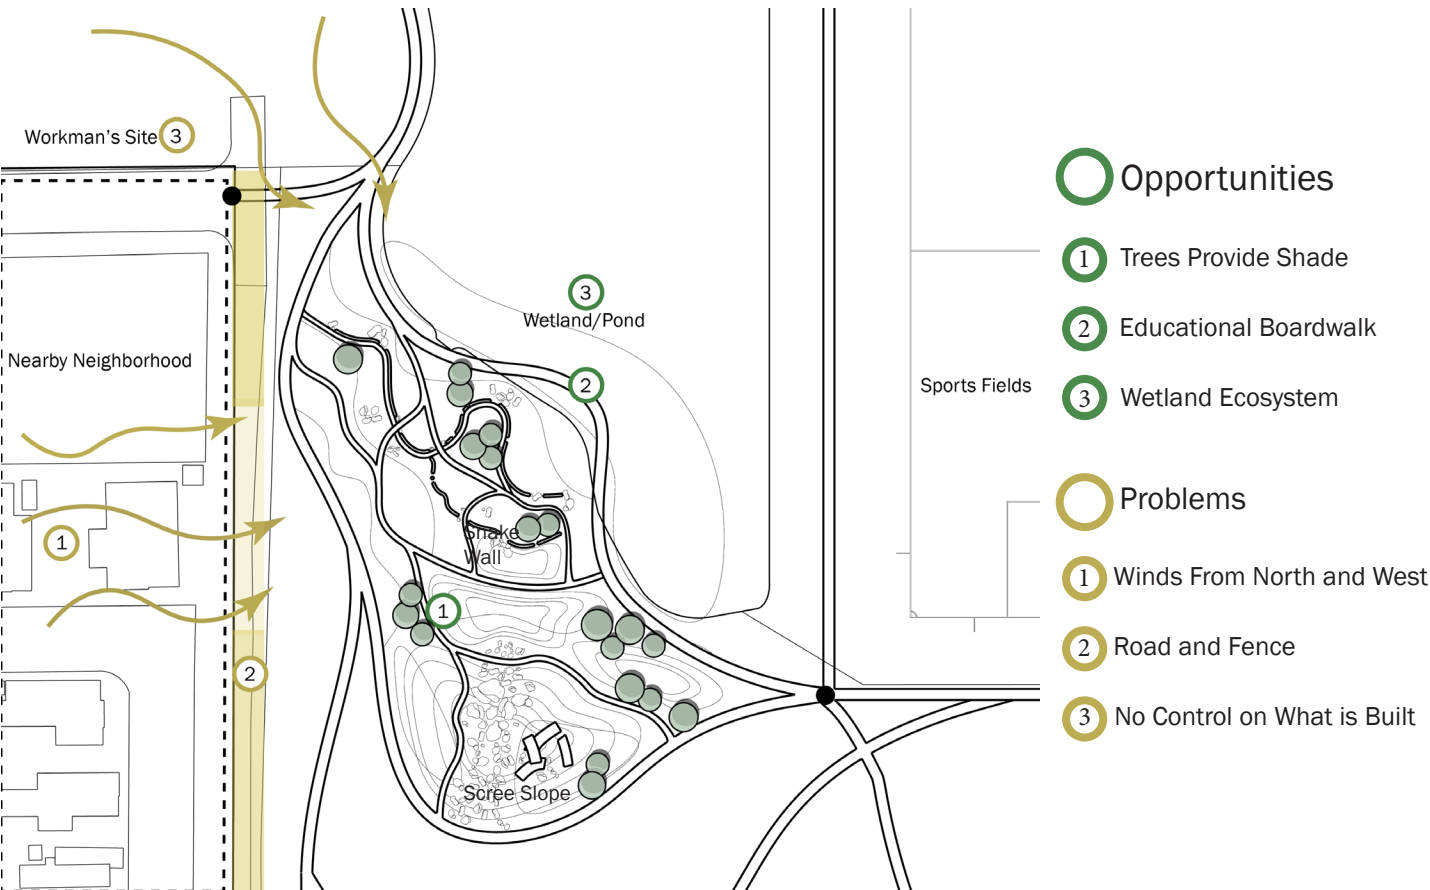 Workman's Site 3
Nearby Neighborhood
3
Wetland/Pond
2
Sports Fields
1
Snake
Wall
1
2
Scree Slope
Opportunities
1 Trees Provide Shade
2 Educational Boardwalk
3 Wetland Ecosystem
Problems
1 Winds From North and West
2 Road and Fence
3 No Control on What is Built